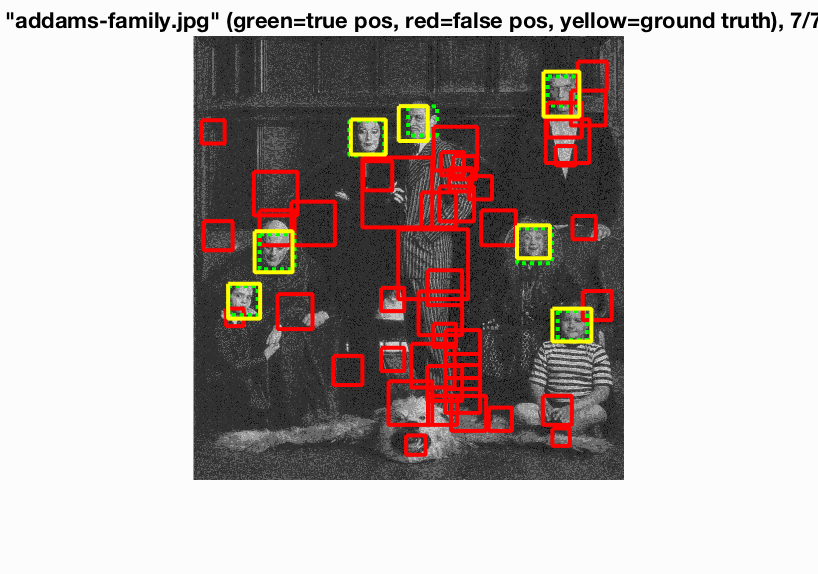 "addams-family.jpg" (green=true pos, red=false pos, yellow=ground truth), 7/7